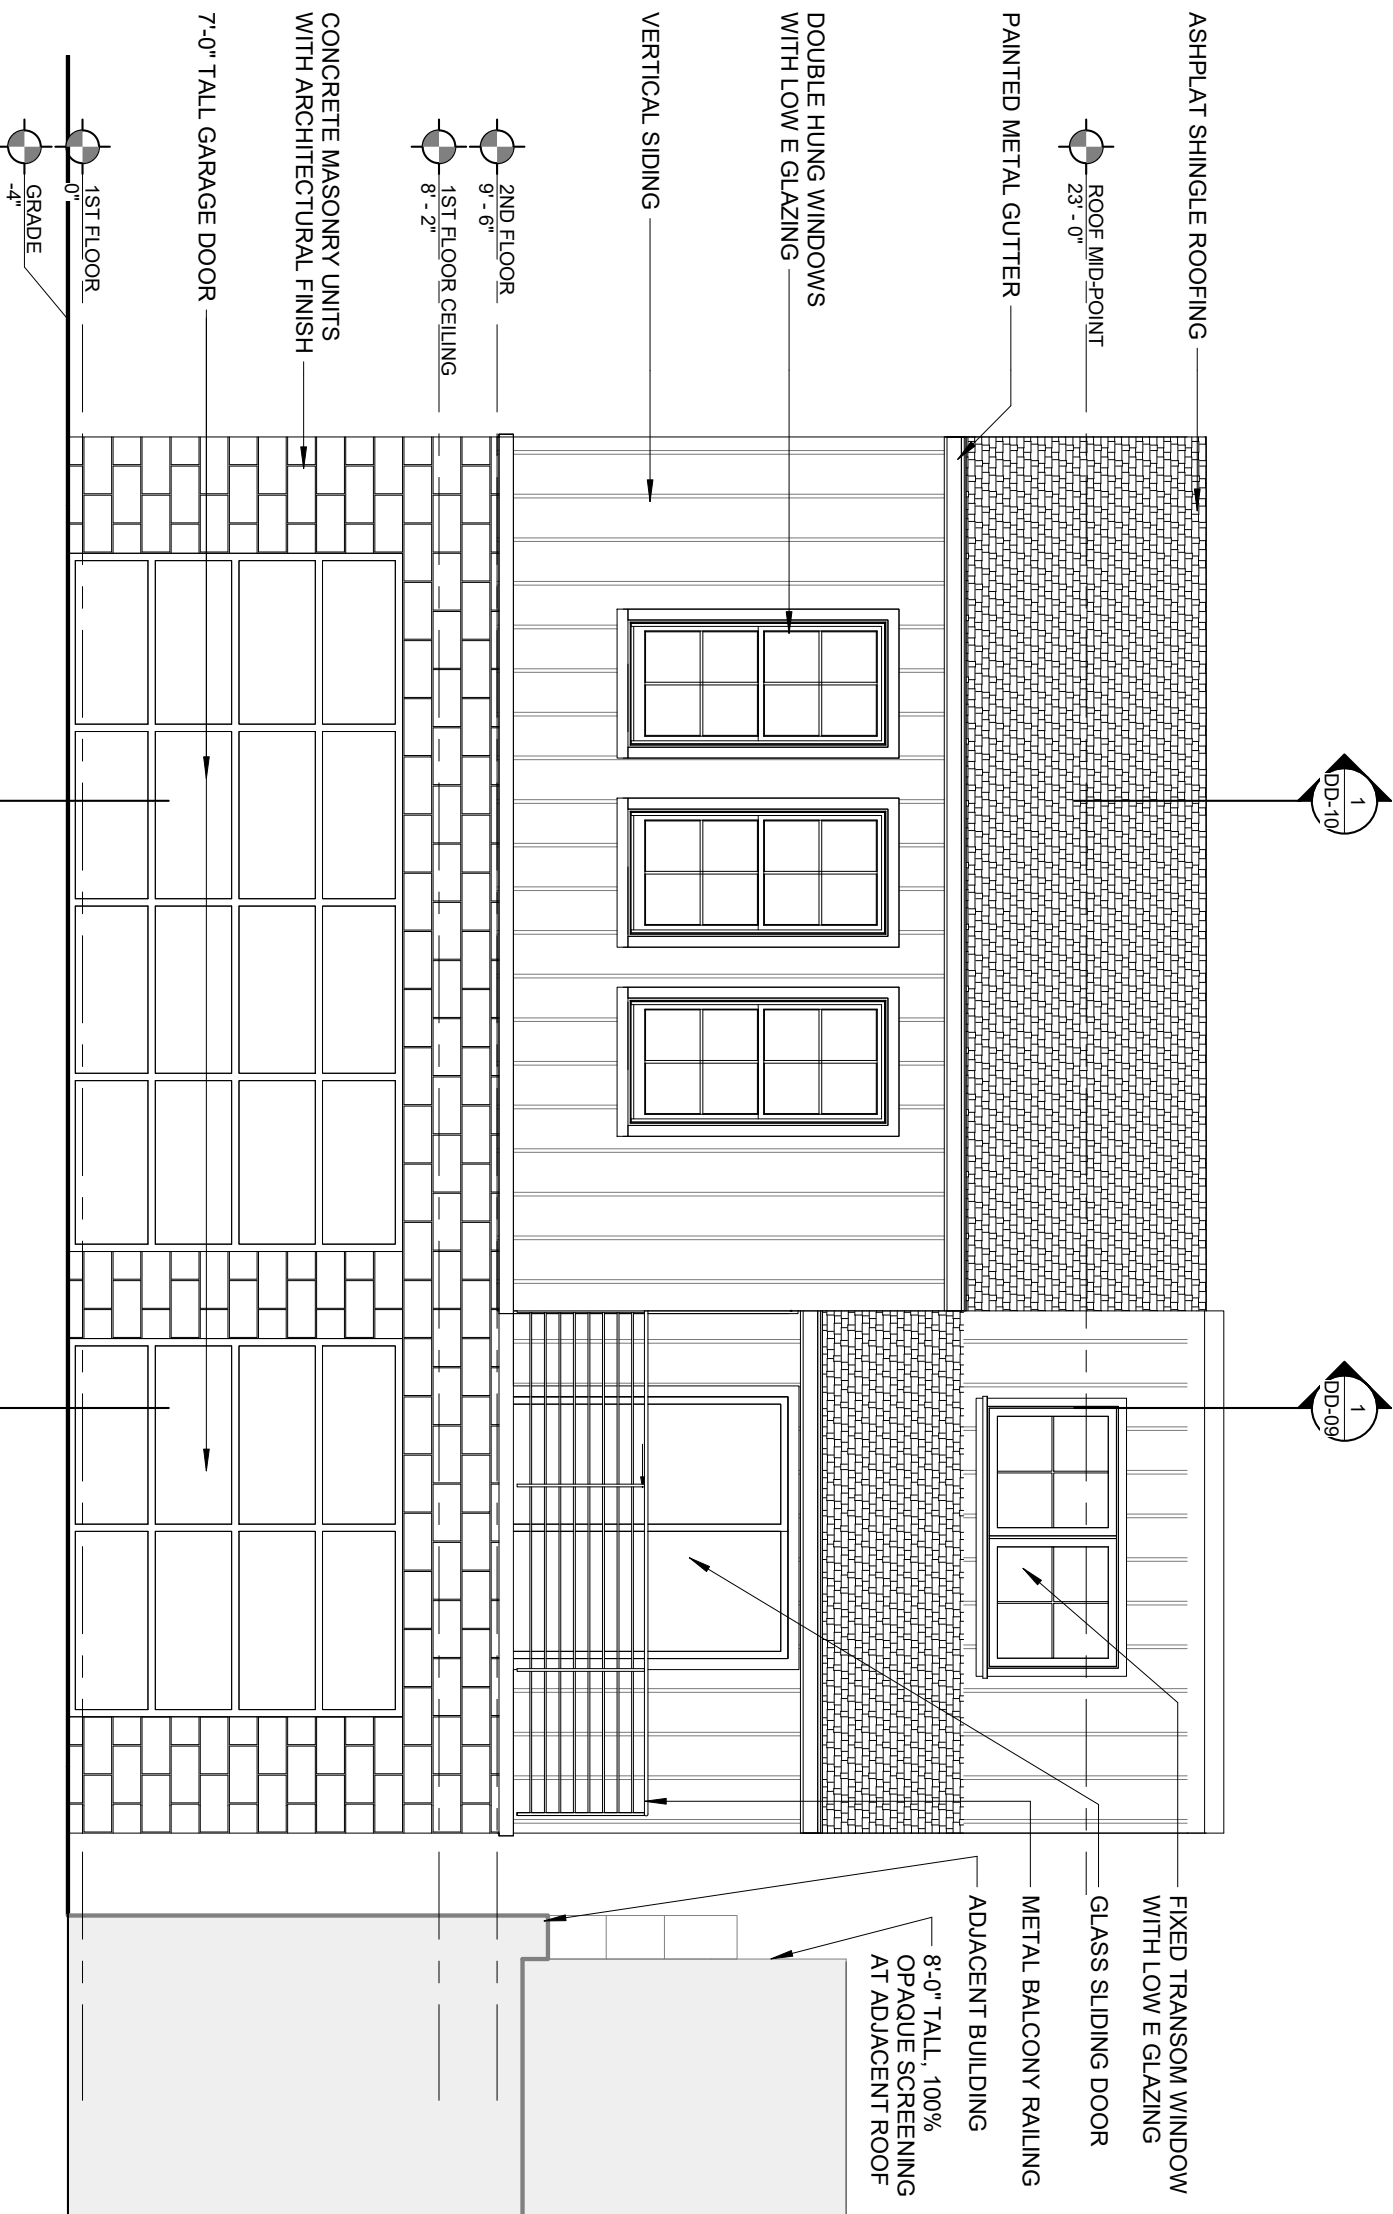 ASHPLAT SHINGLE ROOFING
ROOF MID-POINT
23' - 0"
PAINTED METAL GUTTER
DOUBLE HUNG WINDOWS
WITH LOW E GLAZING
VERTICAL SIDING
2ND FLOOR
9' - 6"
1ST FLOOR CEILING
8' - 2"
CONCRETE MASONRY UNITS
WITH ARCHITECTURAL FINISH
7'-0" TALL GARAGE DOOR
1ST FLOOR
0"
GRADE
-4"
1
DD-10
1
DD-09
FIXED TRANSOM WINDOW
WITH LOW E GLAZING
GLASS SLIDING DOOR
METAL BALCONY RAILING
ADJACENT BUILDING
8'-0" TALL, 100%
OPAQUE SCREENING
AT ADJACENT ROOF